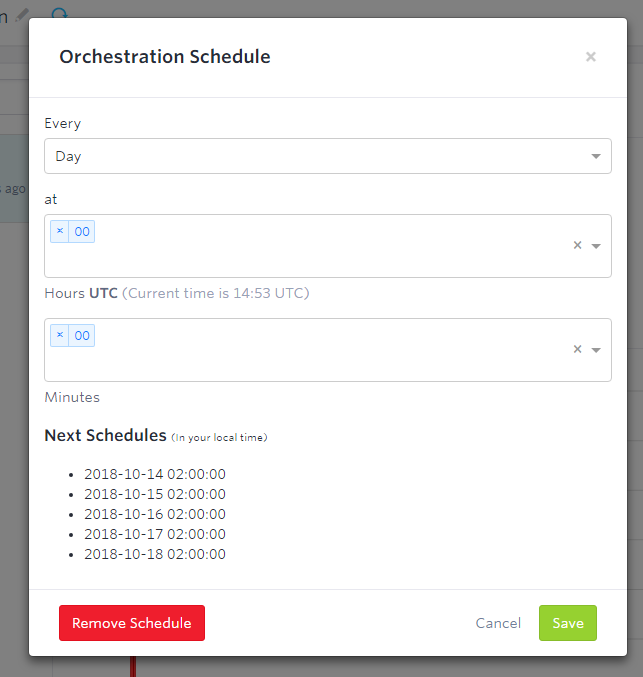 n
Orchestration Schedule
×
s ago
Every
Day
at
× 00
×
Hours UTC (Current time is 14:53 UTC)
× 00
×
Minutes
Next Schedules (In your local time)
• 2018-10-14 02:00:00
• 2018-10-15 02:00:00
• 2018-10-16 02:00:00
• 2018-10-17 02:00:00
• 2018-10-18 02:00:00
Remove Schedule
Cancel
Save